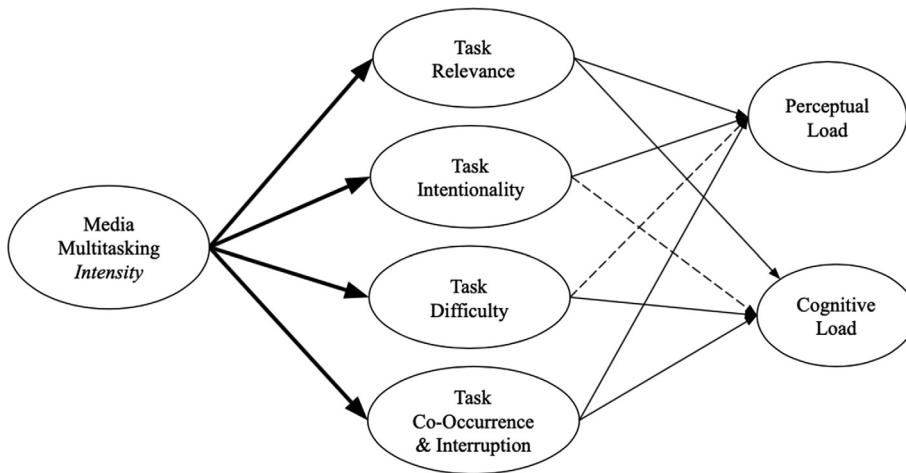 Media
Multitasking
Intensity
Task
Relevance
Task
Intentionality
Task
Difficulty
Task
Co-Occurrence
& Interruption
Perceptual
Load
Cognitive
Load